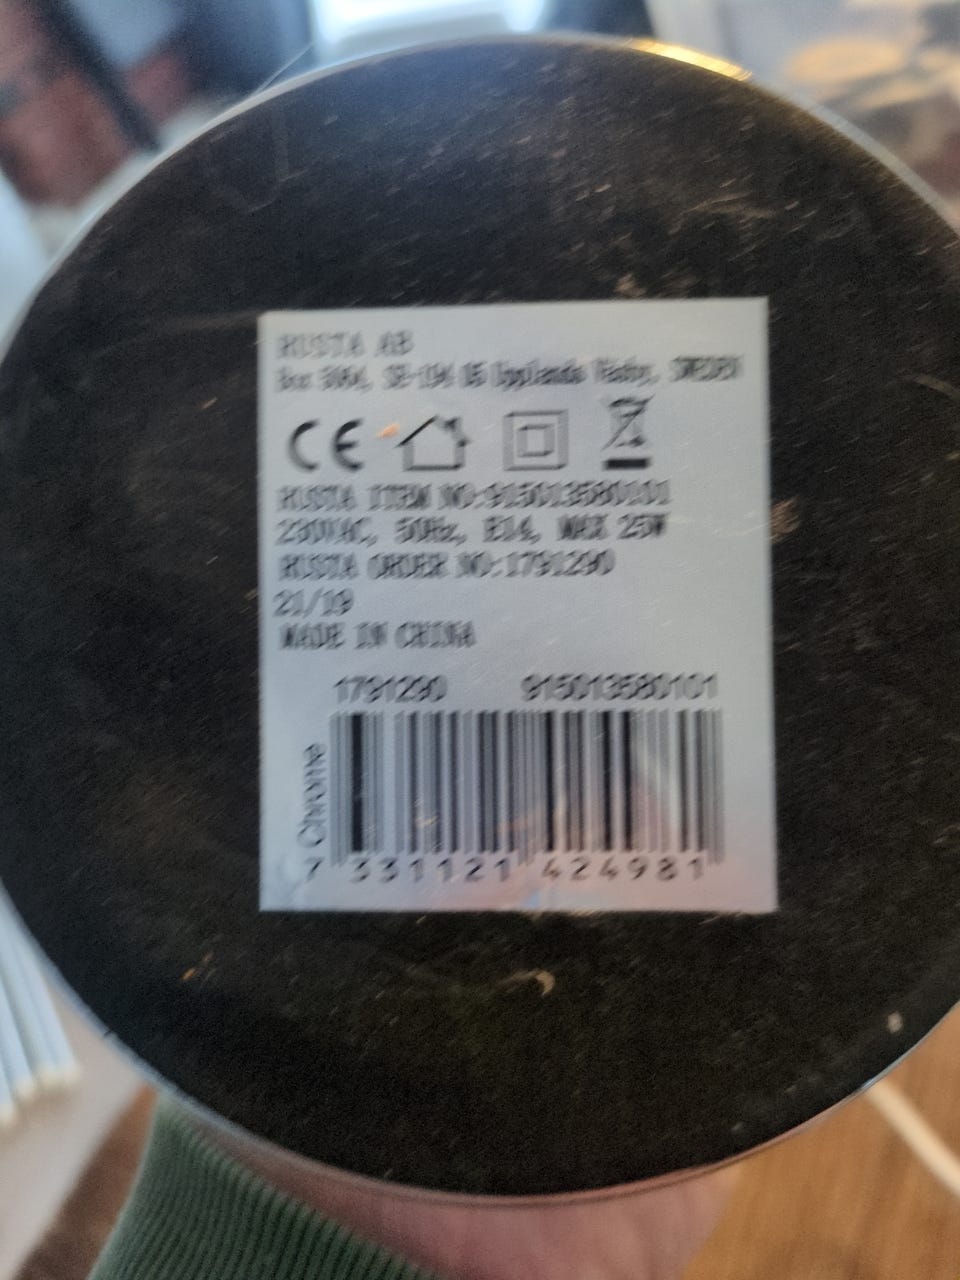 RUSTA AB
Box 5064, SE-194 05 Upplands Väsby, SWEDEN
CE
RUSTA ITEM NO:915013580101
230VAC, 50Hz, E14, MAX 25W
RUSTA ORDER NO:1791290
21/19
MADE IN CHINA
1791290 915013580101
Chrome
7 331121 424981